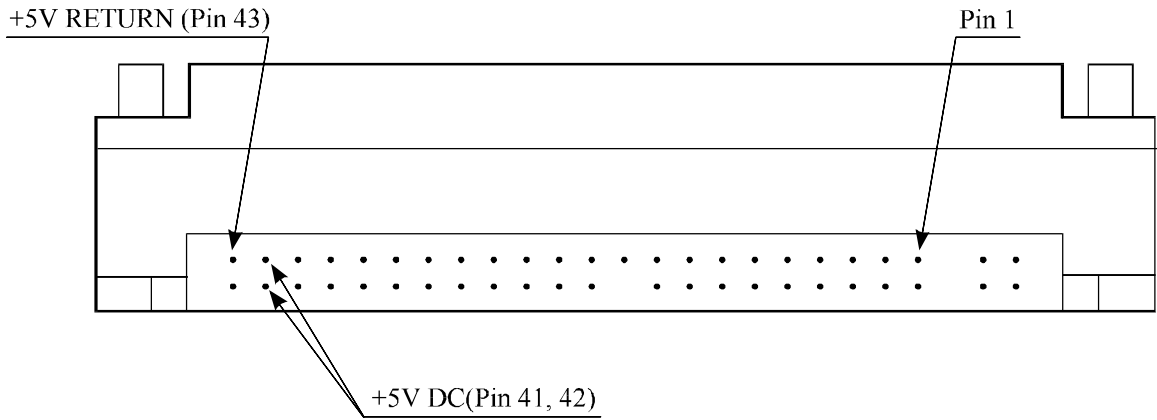 +5V RETURN (Pin 43)
Pin 1
+5V DC(Pin 41, 42)